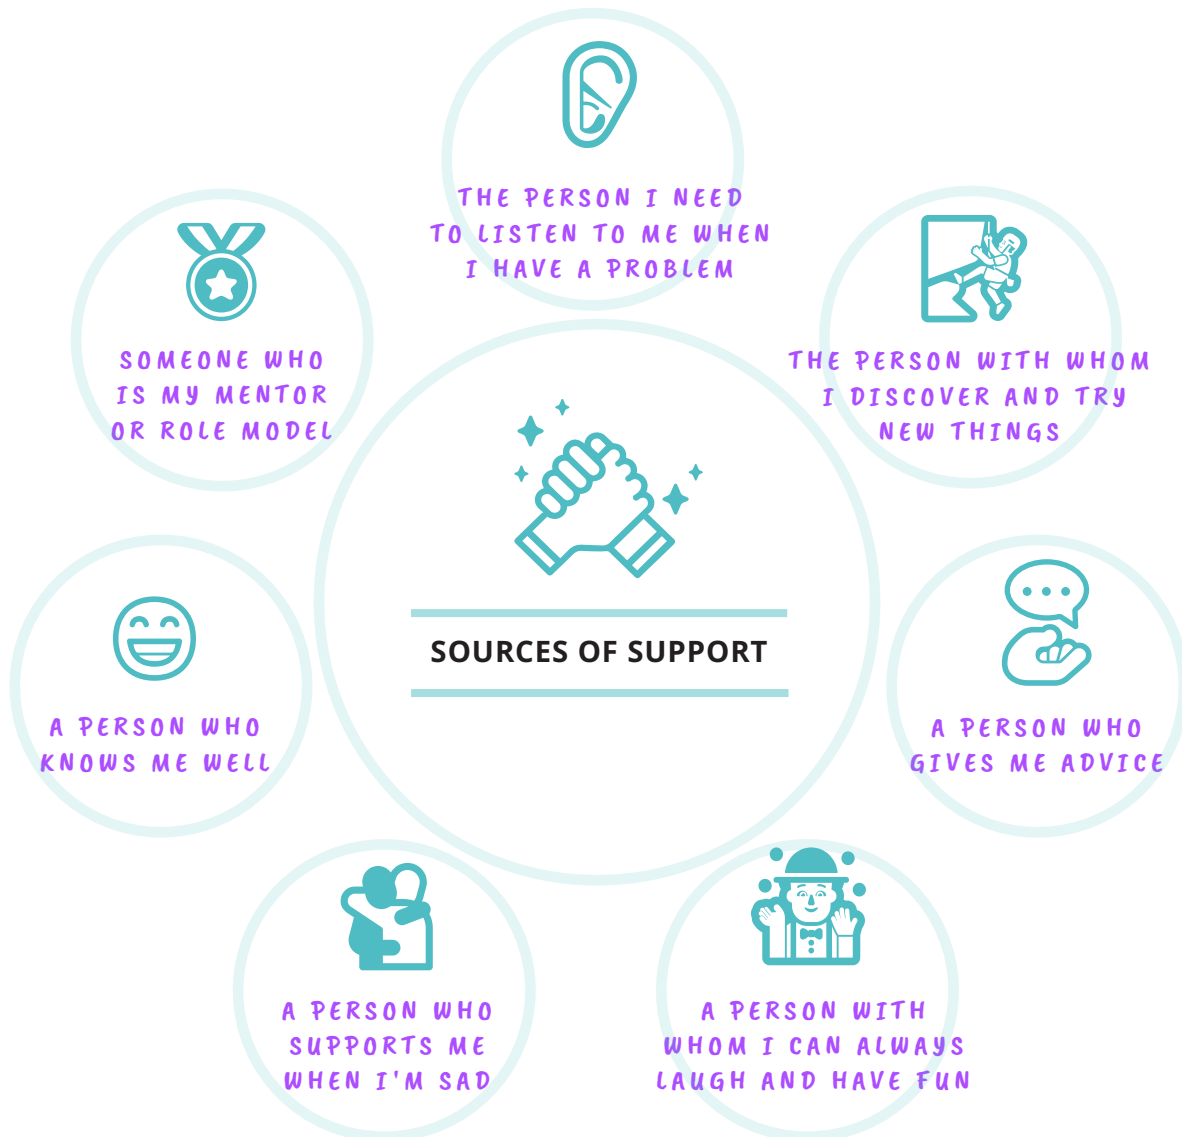 THE PERSON I NEED
TO LISTEN TO ME WHEN
I HAVE A PROBLEM
SOMEONE WHO
IS MY MENTOR
OR ROLE MODEL
THE PERSON WITH WHOM
I DISCOVER AND TRY
NEW THINGS
SOURCES OF SUPPORT
A PERSON WHO
KNOWS ME WELL
A PERSON WHO
GIVES ME ADVICE
A PERSON WHO
SUPPORTS ME
WHEN I'M SAD
A PERSON WITH
WHOM I CAN ALWAYS
LAUGH AND HAVE FUN